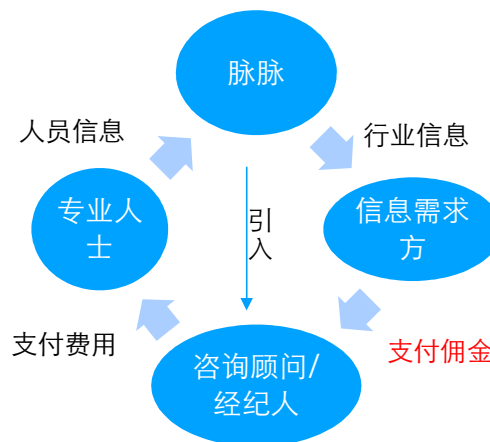 脉脉
人员信息
行业信息
专业人
士
引
入
信息需求
方
支付费用
支付佣金
咨询顾问/
经纪人